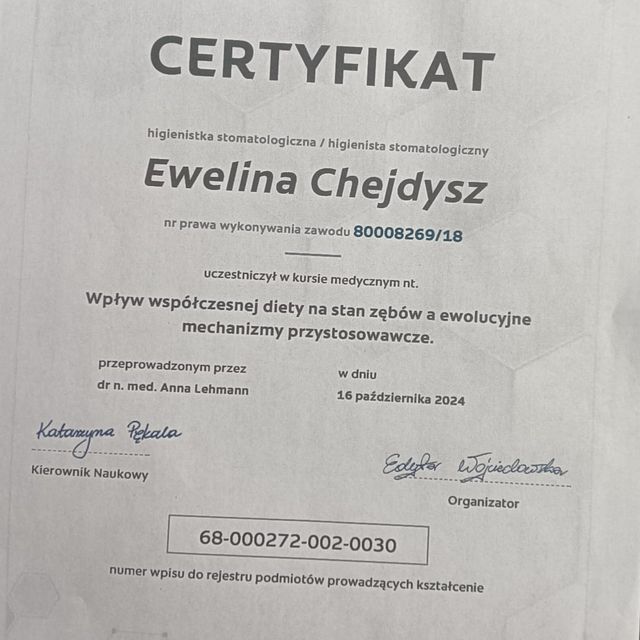 CERTYFIKAT
higienistka stomatologiczna / higienista stomatologiczny
Ewelina Chejdysz
nr prawa wykonywania zawodu 80008269/18
uczestniczył w kursie medycznym nt.
Wpływ współczesnej diety na stan zębów a ewolucyjne
mechanizmy przystosowawcze.
przeprowadzonym przez
dr n. med. Anna Lehmann
w dniu
16 października 2024
Katarzyna Pękala
Kierownik Naukowy
Edyta Wojciechowska
Organizator
68-000272-002-0030
numer wpisu do rejestru podmiotów prowadzących kształcenie